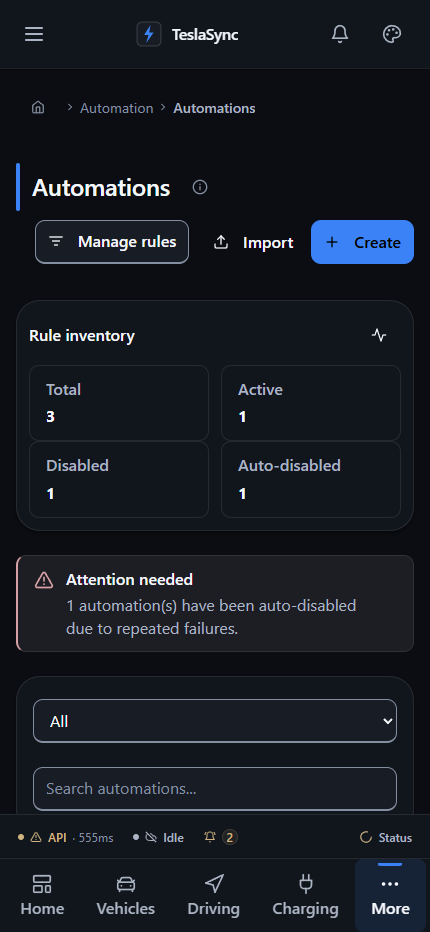 TeslaSync
Automation Automations
Automations
Manage rules Import Create
Rule inventory
Total Active
3 1
Disabled Auto-disabled
1 1
Attention needed
1 automation(s) have been auto-disabled
due to repeated failures.
All
Search automations...
API · 555ms Idle 2 Status
Home Vehicles Driving Charging More